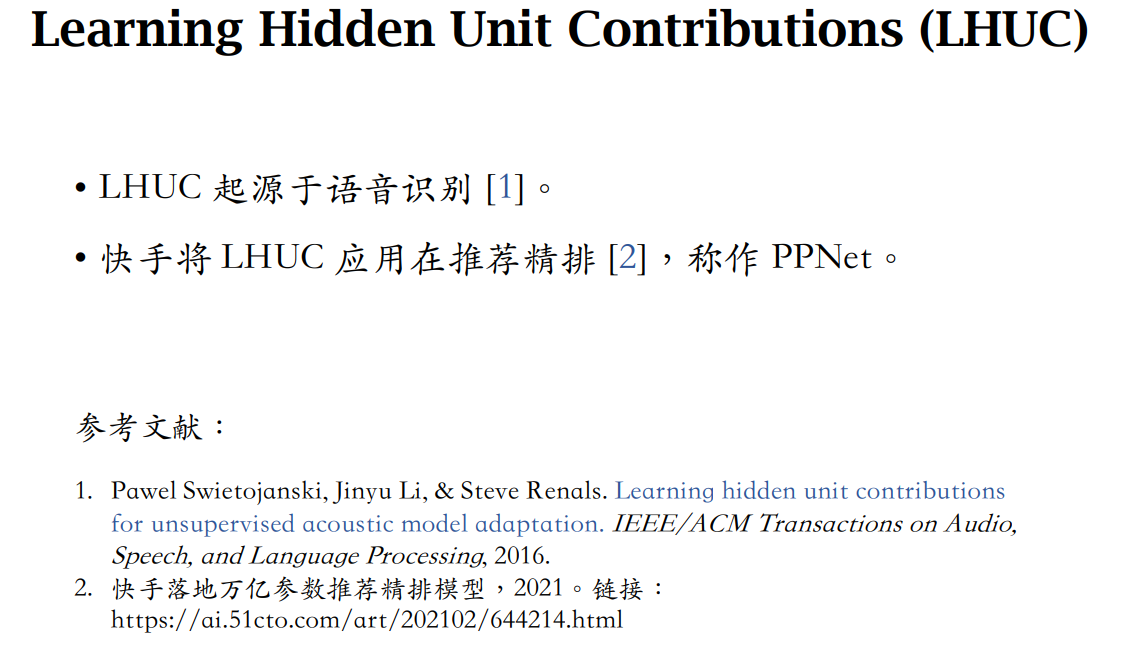 Learning Hidden Unit Contributions (LHUC)
• LHUC 起源于语音识别 [1]。
• 快手将 LHUC 应用在推荐精排 [2],称作 PPNet。
参考文献:
1. Pawel Swietojanski, Jinyu Li, & Steve Renals. Learning hidden unit contributions
for unsupervised acoustic model adaptation. IEEE/ACM Transactions on Audio,
Speech, and Language Processing, 2016.
2. 快手落地万亿参数推荐精排模型,2021。链接:
https://ai.51cto.com/art/202102/644214.html